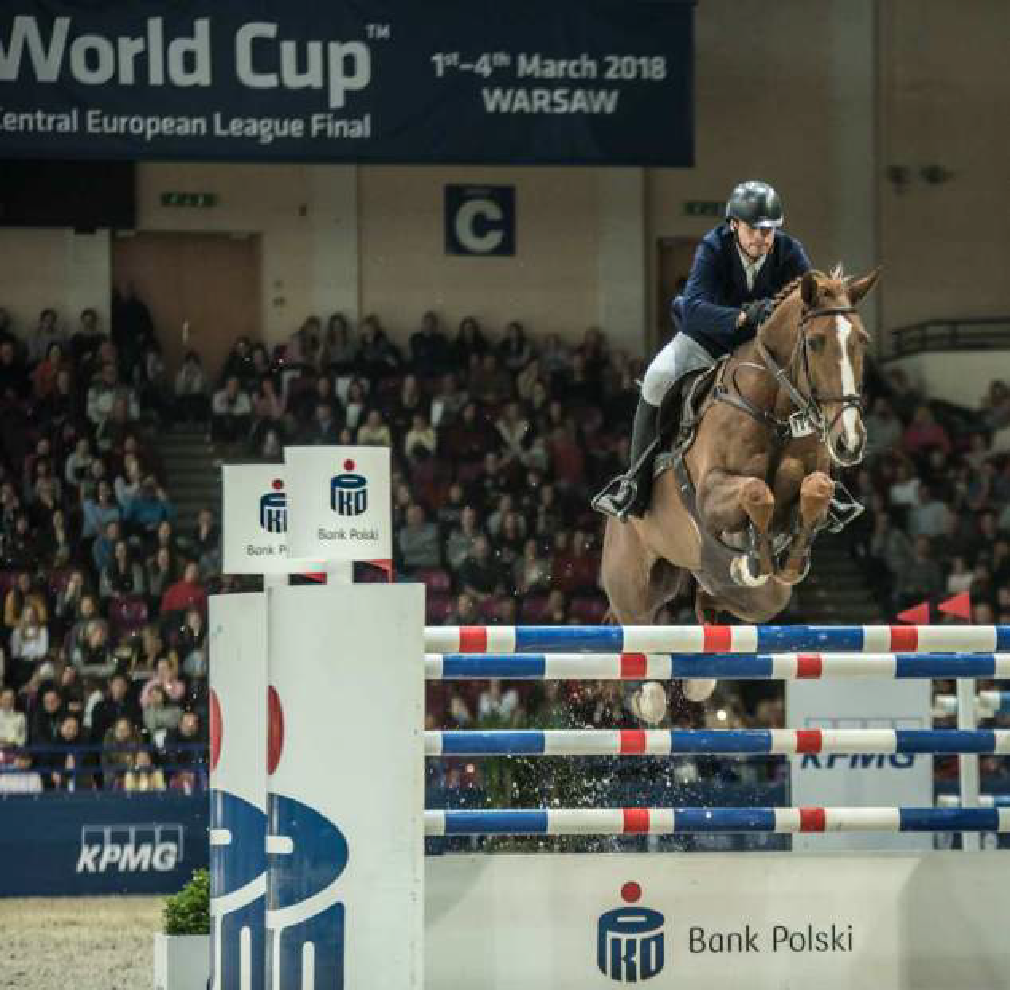 World Cup™
Central European League Final
1st–4th March 2018
WARSAW
C
Bank P
PKO
Bank Polski
KPMG
KPMG
PKO
Bank Polski